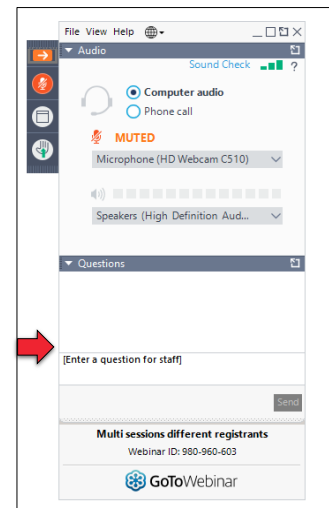 File View Help
Audio
Sound Check ?
Computer audio
Phone call
MUTED
Microphone (HD Webcam C510)
Speakers (High Definition Aud...
Questions
[Enter a question for staff]
Send
Multi sessions different registrants
Webinar ID: 980-960-603
GoToWebinar